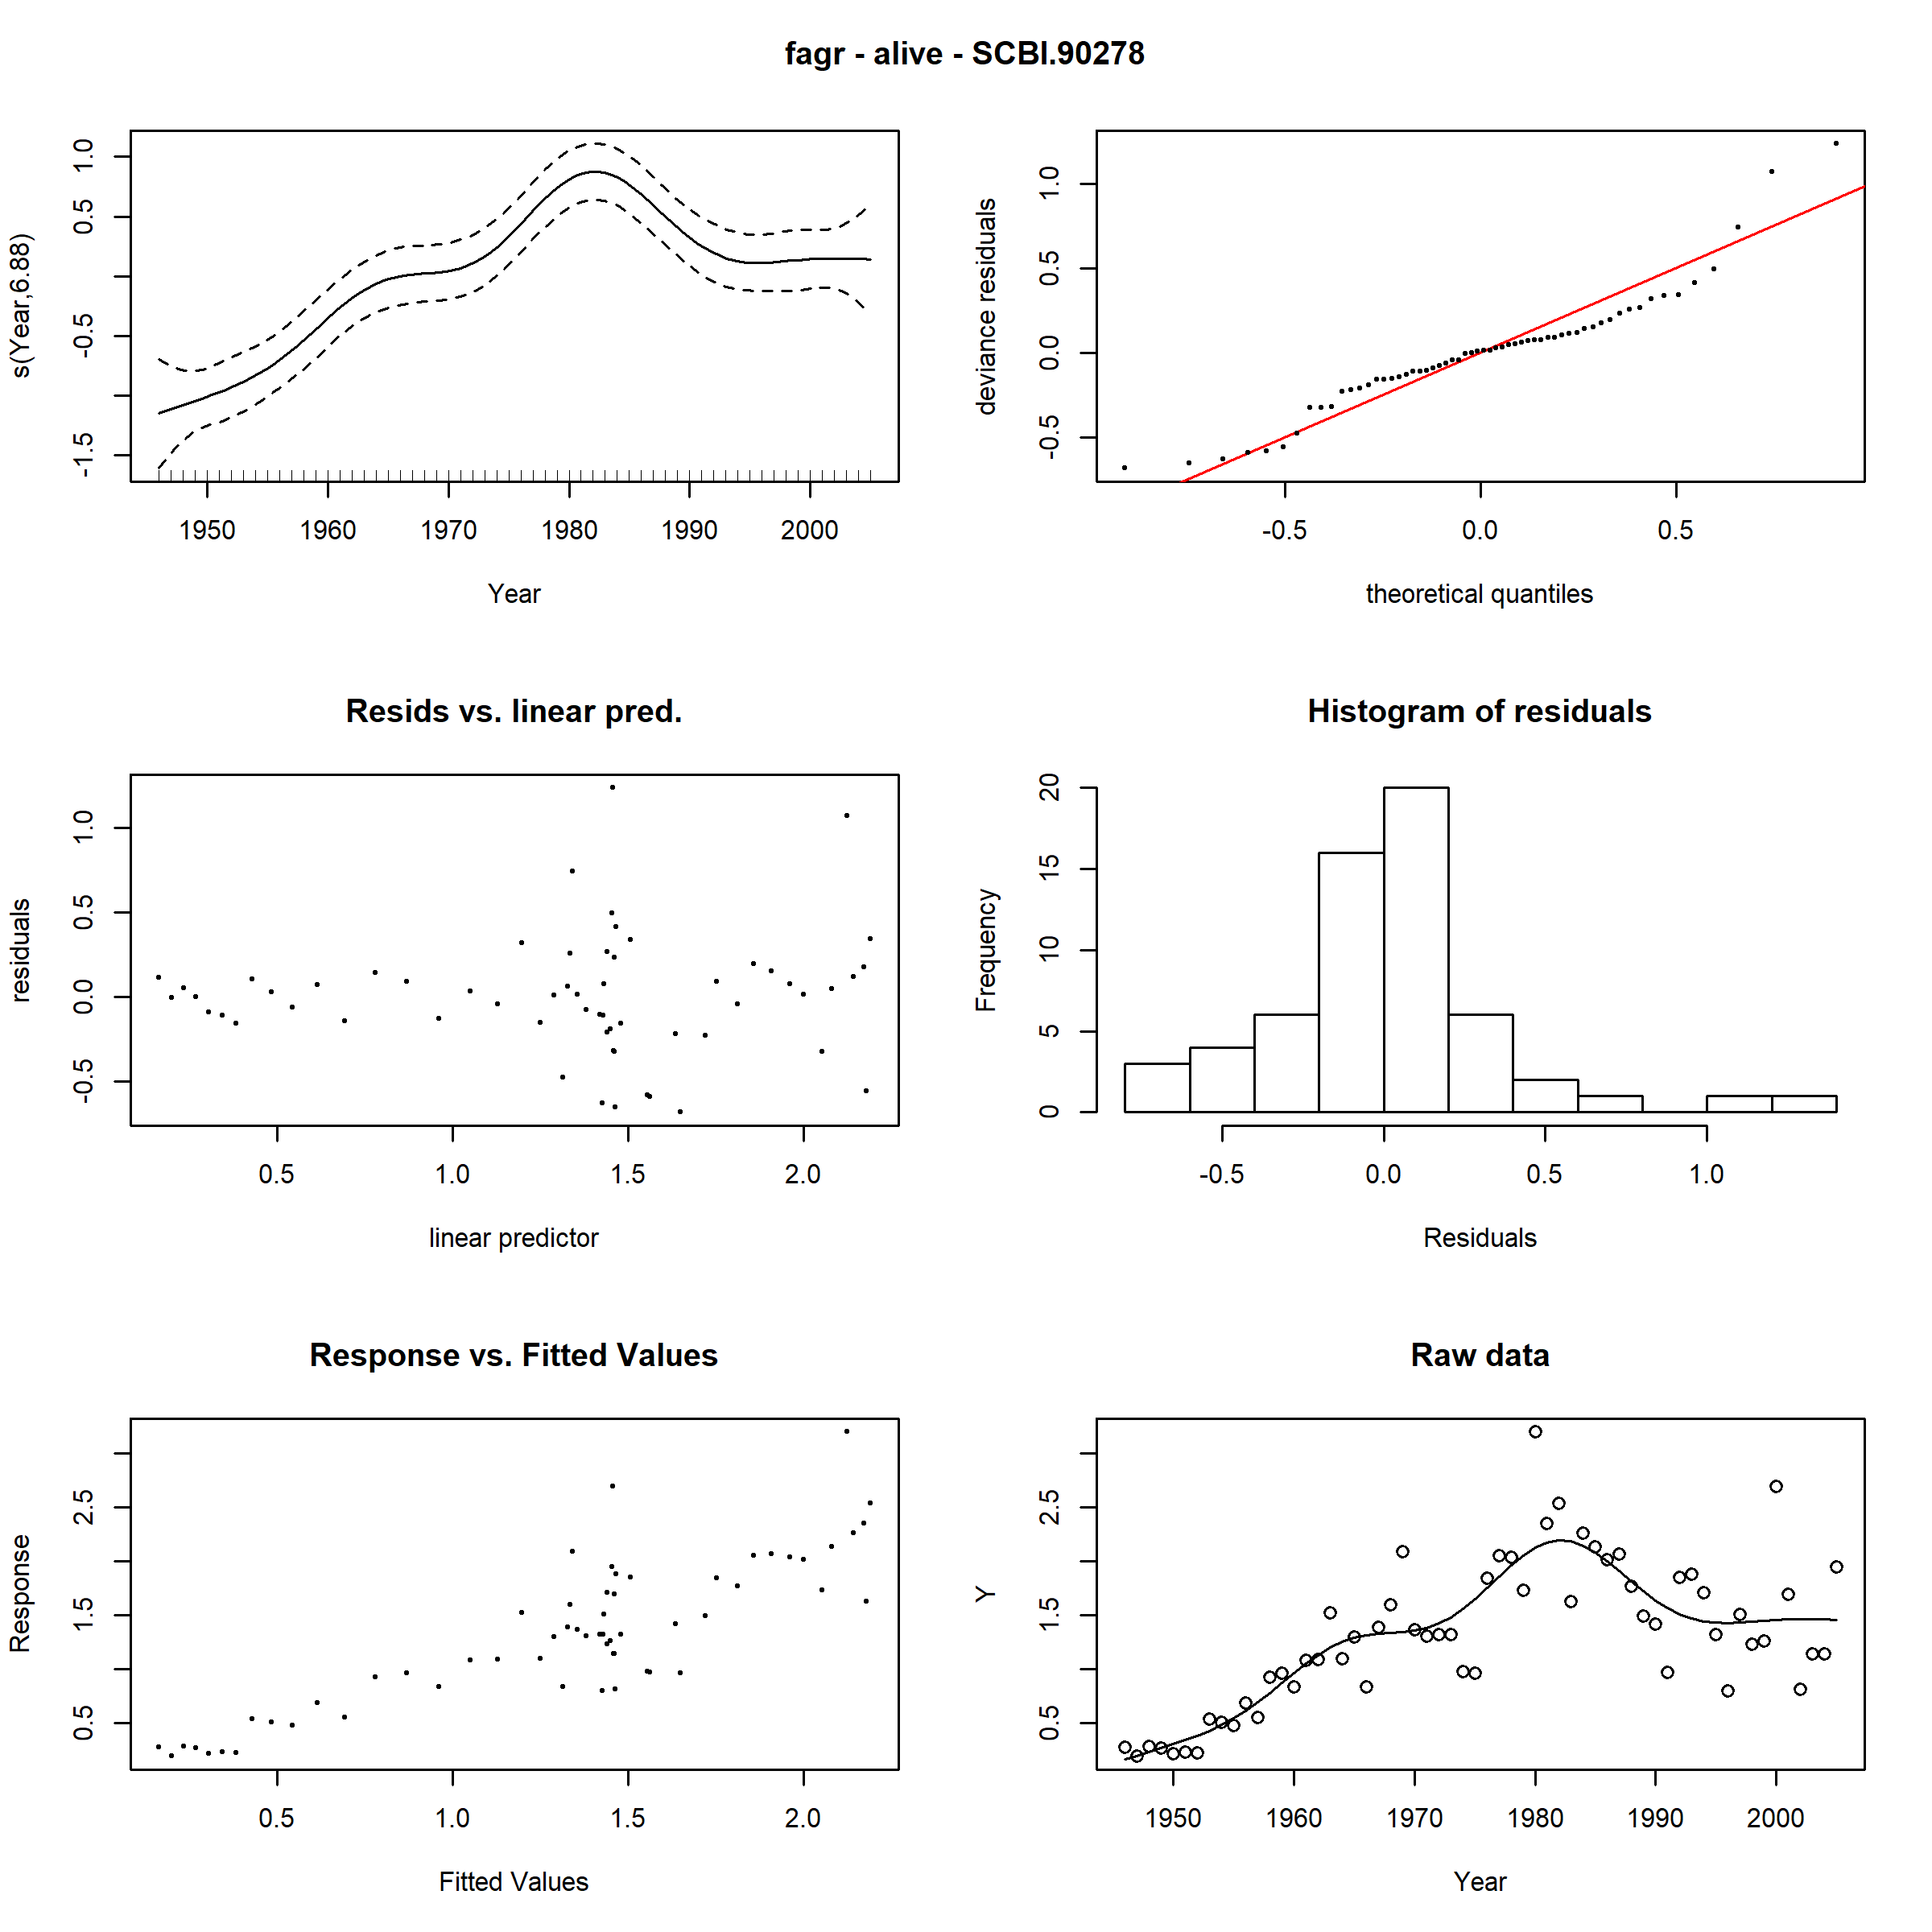 fagr - alive - SCBI.90278
s(Year,6.88)
-1.5 -0.5 0.5 1.0
1950 1960 1970 1980 1990 2000
Year
deviance residuals
-0.5 0.0 0.5 1.0
-0.5 0.0 0.5
theoretical quantiles
Resids vs. linear pred.
residuals
-0.5 0.0 0.5 1.0
0.5 1.0 1.5 2.0
linear predictor
Histogram of residuals
Frequency
0 5 10 15 20
-0.5 0.0 0.5 1.0
Residuals
Response vs. Fitted Values
Response
0.5 1.5 2.5
0.5 1.0 1.5 2.0
Fitted Values
Raw data
Y
0.5 1.5 2.5
1950 1960 1970 1980 1990 2000
Year